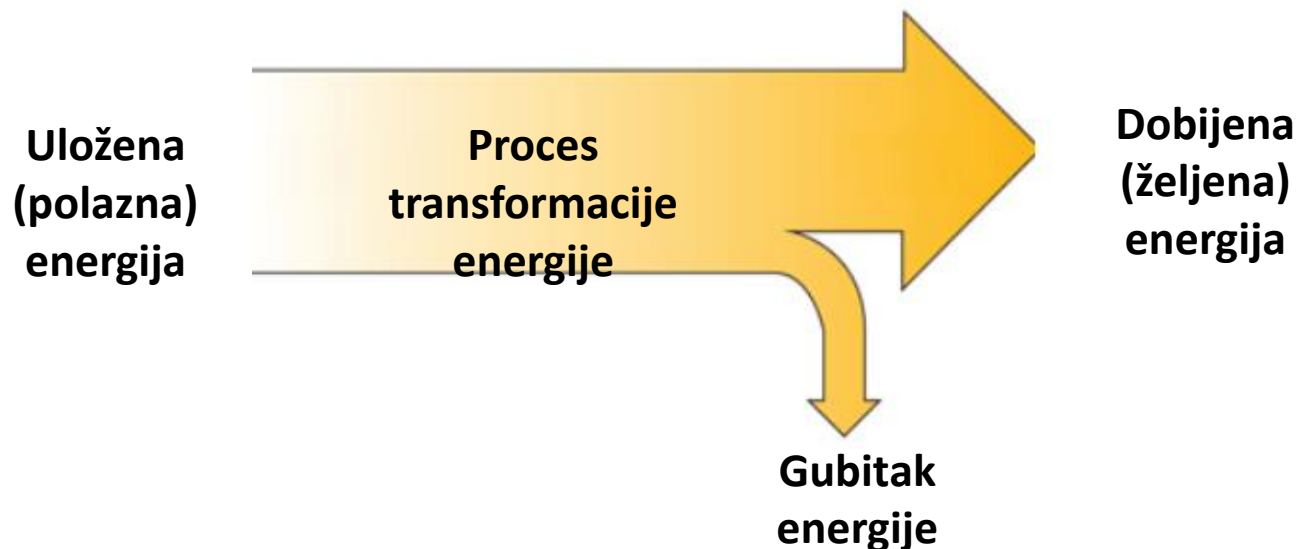 Uložena
(polazna)
energija
Proces
transformacije
energije
Dobijena
(željena)
energija
Gubitak
energije